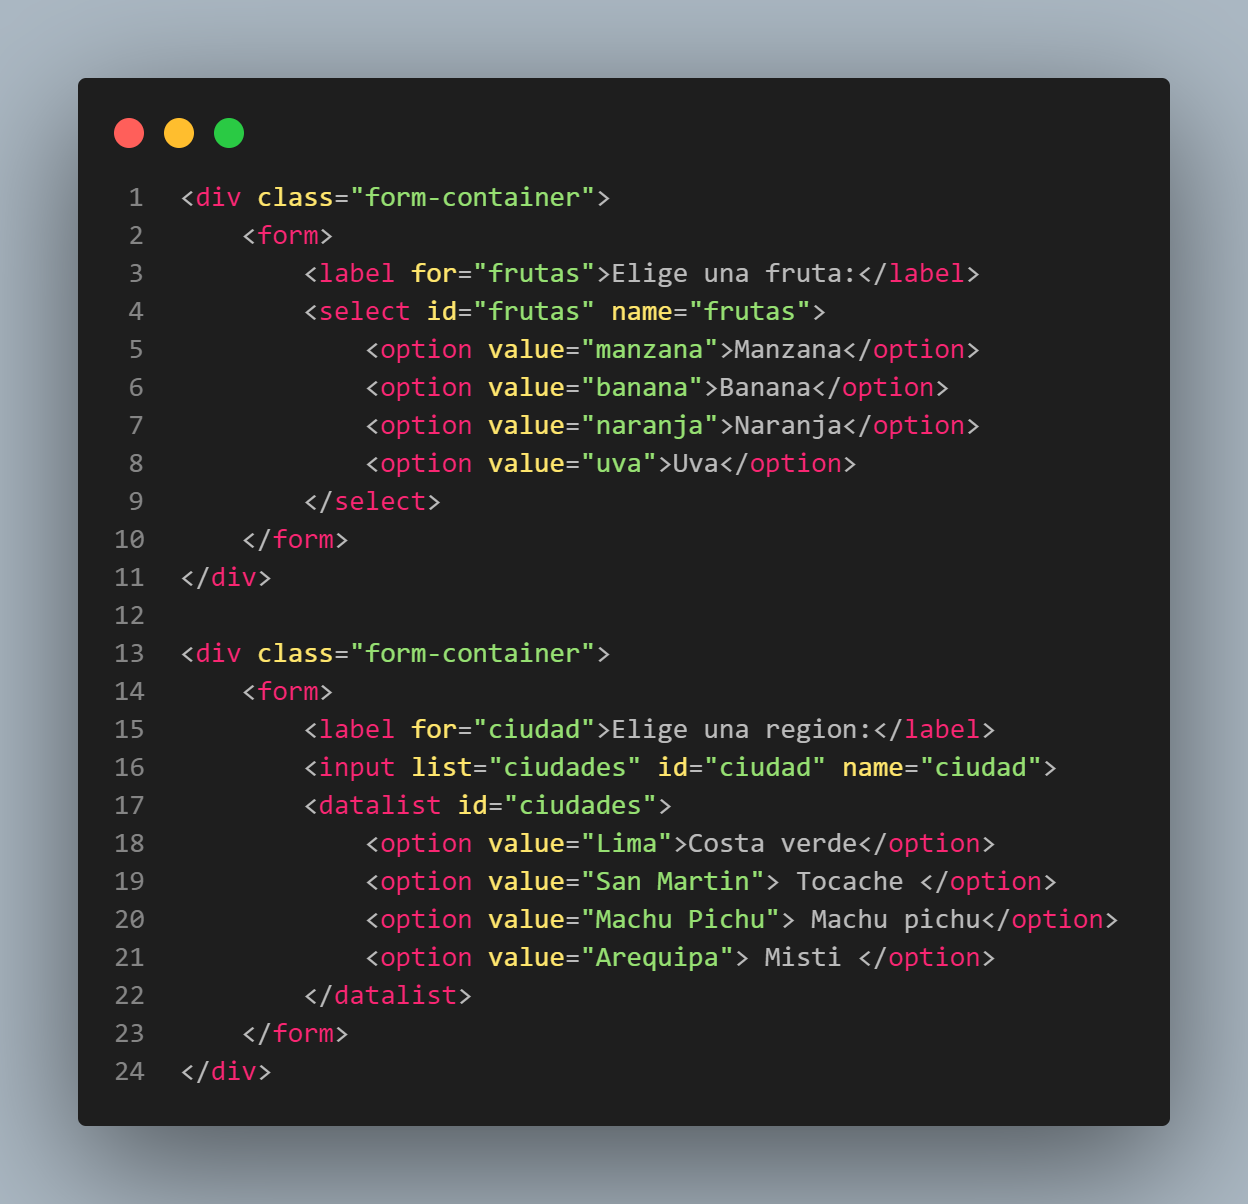 1 <div class="form-container">
2     <form>
3         <label for="frutas">Elige una fruta:</label>
4         <select id="frutas" name="frutas">
5             <option value="manzana">Manzana</option>
6             <option value="banana">Banana</option>
7             <option value="naranja">Naranja</option>
8             <option value="uva">Uva</option>
9         </select>
10     </form>
11 </div>
12
13 <div class="form-container">
14     <form>
15         <label for="ciudad">Elige una region:</label>
16         <input list="ciudades" id="ciudad" name="ciudad">
17         <datalist id="ciudades">
18             <option value="Lima">Costa verde</option>
19             <option value="San Martin"> Tocache </option>
20             <option value="Machu Pichu"> Machu pichu</option>
21             <option value="Arequipa"> Misti </option>
22         </datalist>
23     </form>
24 </div>